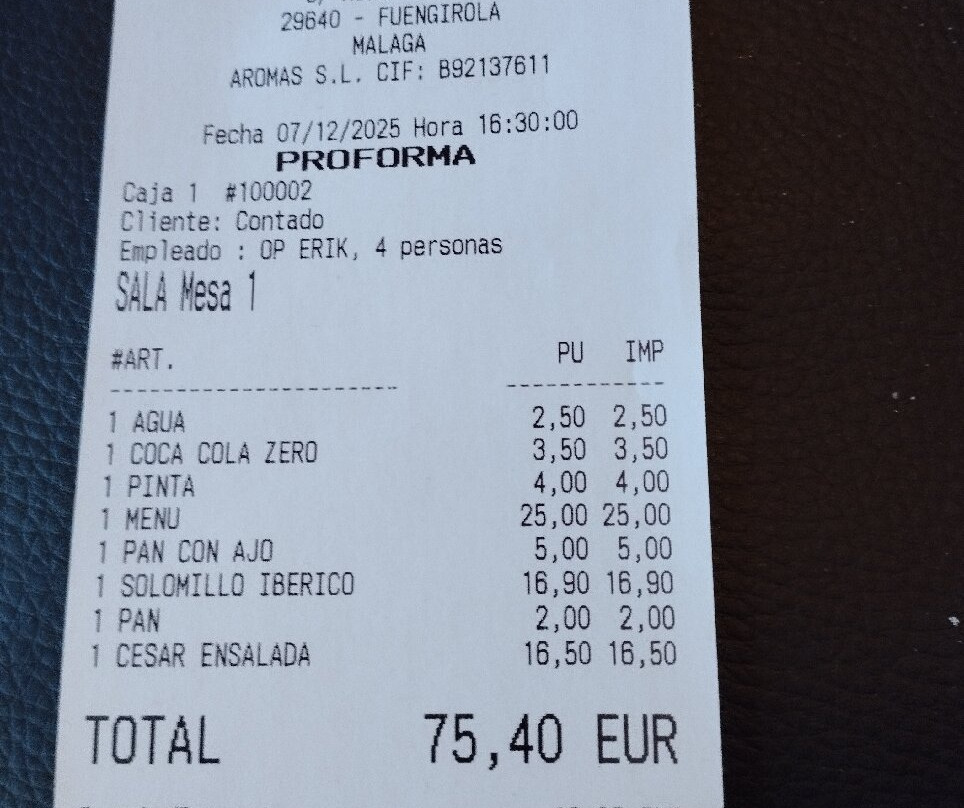 29640 - FUENGIROLA
MALAGA
AROMAS S.L. CIF: B92137611
Fecha 07/12/2025 Hora 16:30:00
PROFORMA
Caja 1 #100002
Cliente: Contado
Empleado : OP ERIK, 4 personas
SALA Mesa 1
#ART. PU IMP
1 AGUA 2,50 2,50
1 COCA COLA ZERO 3,50 3,50
1 PINTA 4,00 4,00
1 MENU 25,00 25,00
1 PAN CON AJO 5,00 5,00
1 SOLOMILLO IBERICO 16,90 16,90
1 PAN 2,00 2,00
1 CESAR ENSALADA 16,50 16,50
TOTAL 75,40 EUR